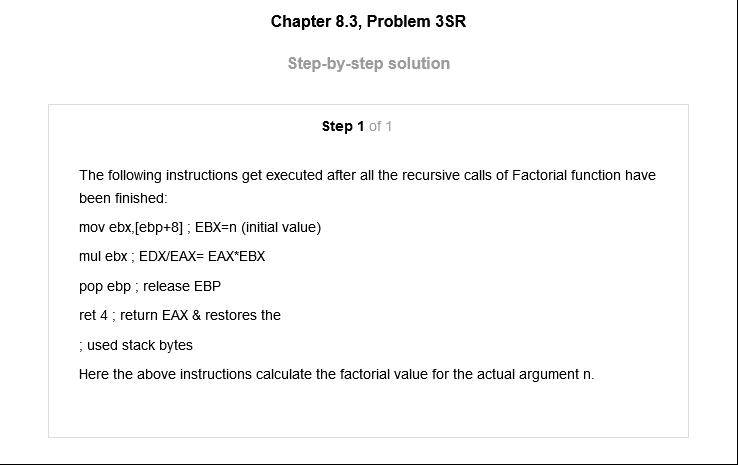 Chapter 8.3, Problem 3SR
Step-by-step solution
Step 1 of 1
The following instructions get executed after all the recursive calls of Factorial function have
been finished:
mov ebx,[ebp+8] ; EBX=n (initial value)
mul ebx ; EDX/EAX= EAX*EBX
pop ebp ; release EBP
ret 4 ; return EAX & restores the
; used stack bytes
Here the above instructions calculate the factorial value for the actual argument n.